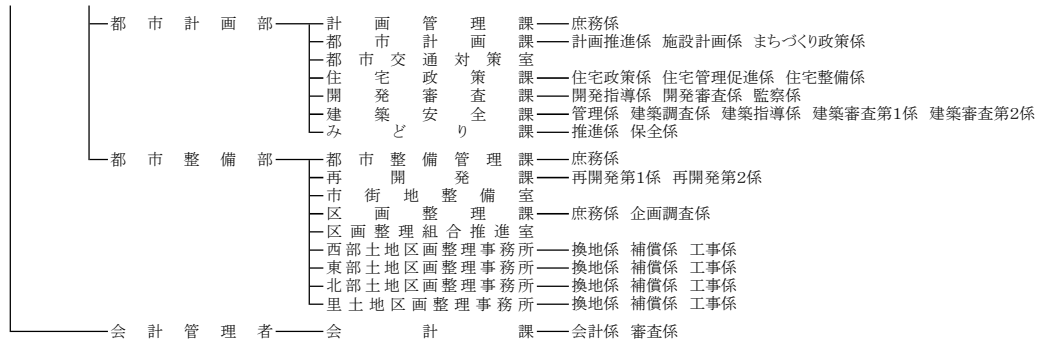 都市計画部 計画管理課 庶務係
都市計画課 計画推進係 施設計画係 まちづくり政策係
都市交通対策室
住宅政策課 住宅政策係 住宅管理促進係 住宅整備係
開発審査課 開発指導係 開発審査係 監察係
建築安全課 管理係 建築調査係 建築指導係 建築審査第1係 建築審査第2係
みどり課 推進係 保全係
都市整備部 都市整備管理課 庶務係
再開発課 再開発第1係 再開発第2係
市街地整備室
区画整理課 庶務係 企画調査係
区画整理組合推進室
西部土地区画整理事務所 換地係 補償係 工事係
東部土地区画整理事務所 換地係 補償係 工事係
北部土地区画整理事務所 換地係 補償係 工事係
里土地区画整理事務所 換地係 補償係 工事係
会計管理者 会計課 会計係 審査係